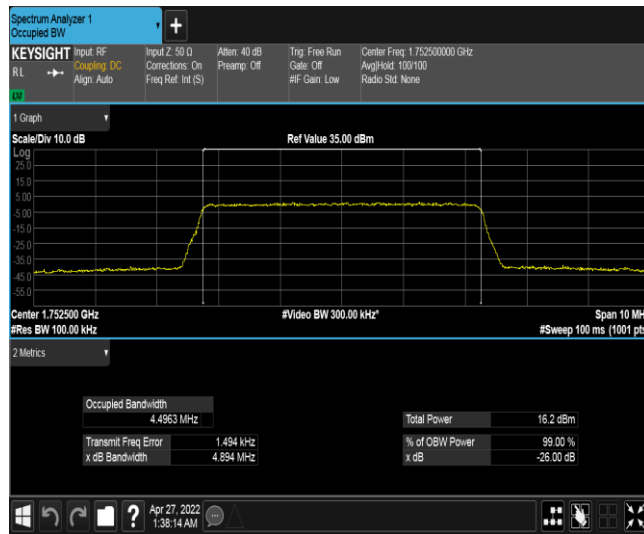 Spectrum Analyzer 1
Occupied BW
+
KEYSIGHT
RL
Input: RF
Coupling: DC
Align: Auto
Input Z: 50 Ω
Corrections: On
Freq Ref: Int (S)
Atten: 40 dB
Preamp: Off
Trig: Free Run
Gate: Off
#IF Gain: Low
Center Freq: 1.752500000 GHz
Avg|Hold: 100/100
Radio Std: None
1 Graph
Scale/Div 10.0 dB
Ref Value 35.00 dBm
Log
25.0
15.0
5.00
-5.00
-15.0
-25.0
-35.0
-45.0
-55.0
Center 1.752500 GHz
#Video BW 300.00 kHz*
Span 10 MH
#Res BW 100.00 kHz
#Sweep 100 ms (1001 pts
2 Metrics
Occupied Bandwidth
4.4963 MHz
Total Power 16.2 dBm
Transmit Freq Error 1.494 kHz
% of OBW Power 99.00 %
x dB Bandwidth 4.894 MHz
x dB -26.00 dB
?
Apr 27, 2022
1:38:14 AM